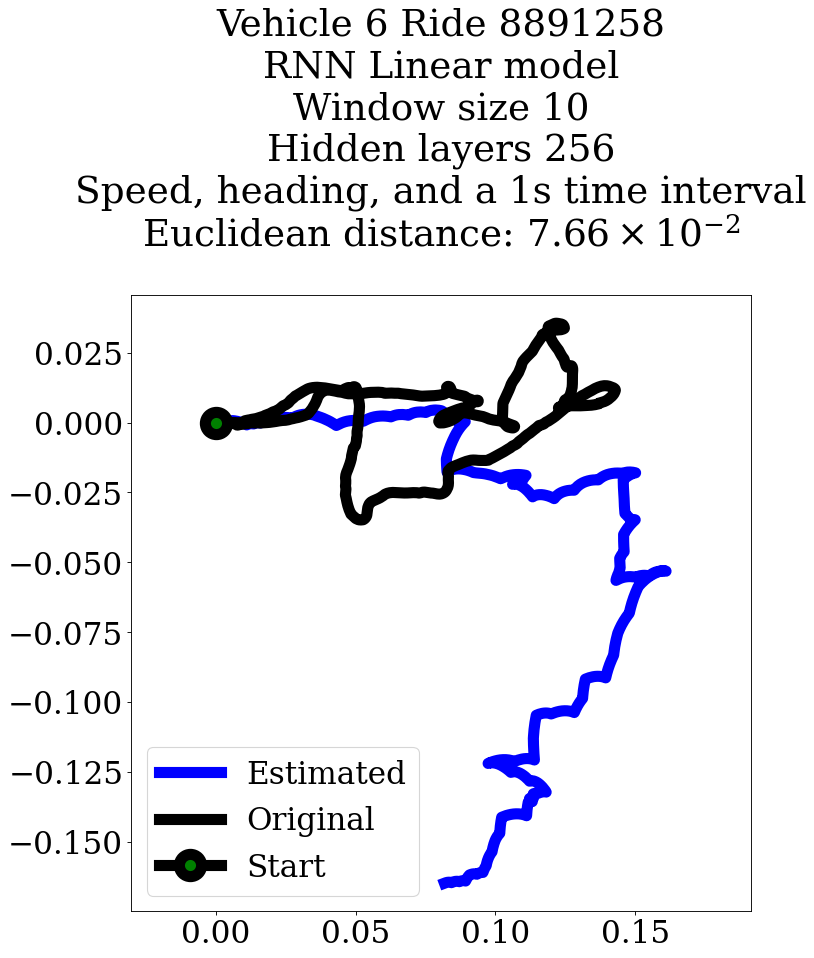 Vehicle 6 Ride 8891258
RNN Linear model
Window size 10
Hidden layers 256
Speed, heading, and a 1s time interval
Euclidean distance: 7.66 × 10⁻²
0.025
0.000
−0.025
−0.050
−0.075
−0.100
−0.125
−0.150
Estimated
Original
Start
0.00 0.05 0.10 0.15